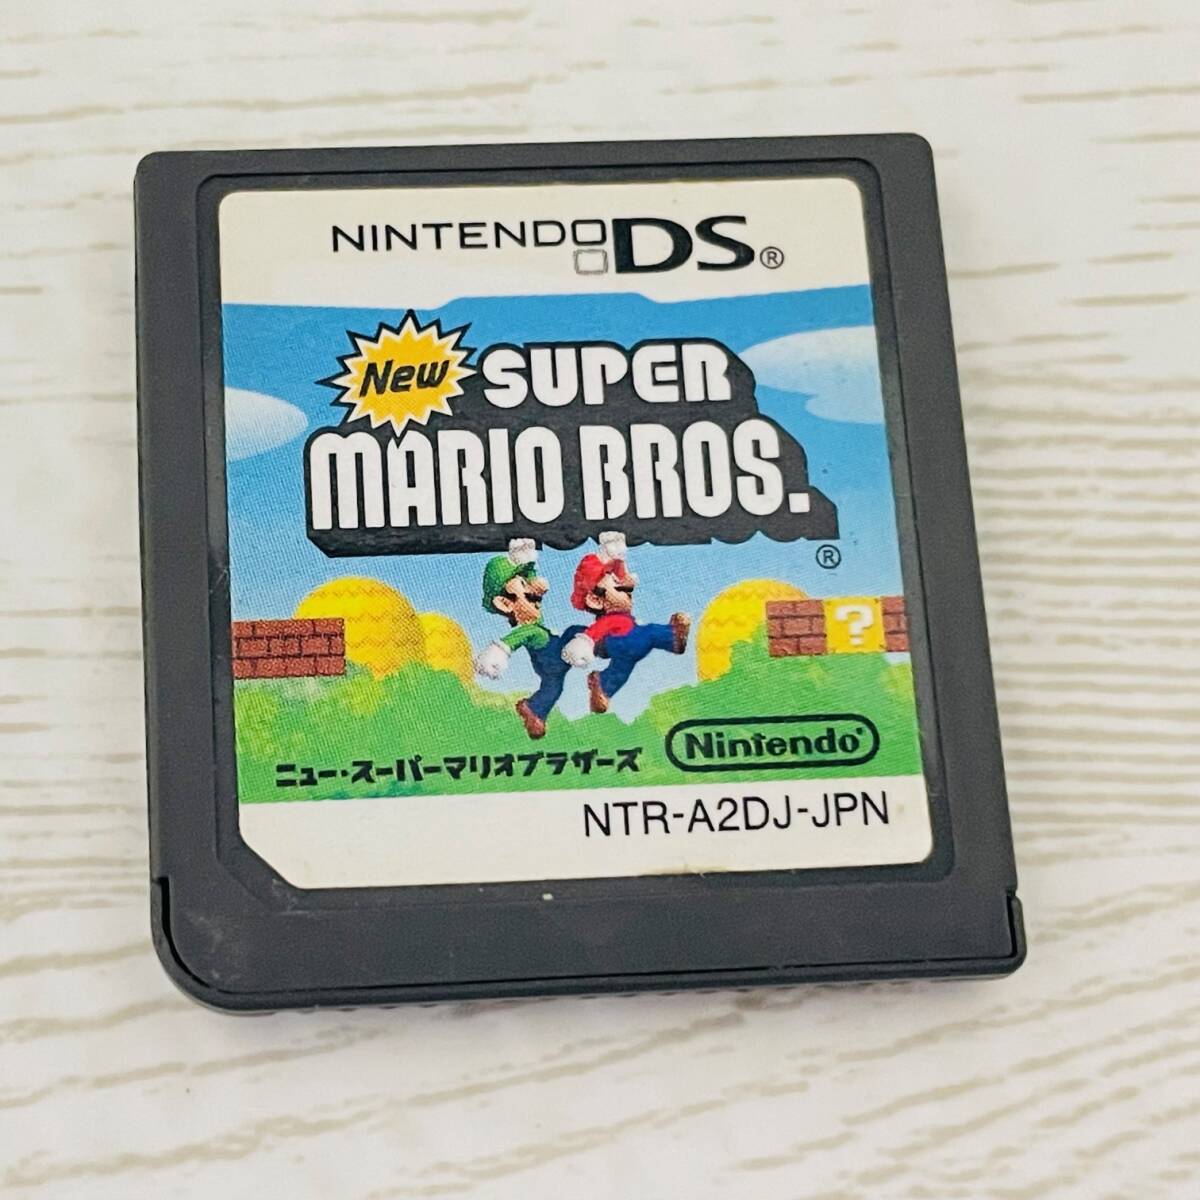 NINTENDO DS®
New SUPER
MARIO BROS.
®
?
ニュー・スーパーマリオブラザーズ
Nintendo®
NTR-A2DJ-JPN